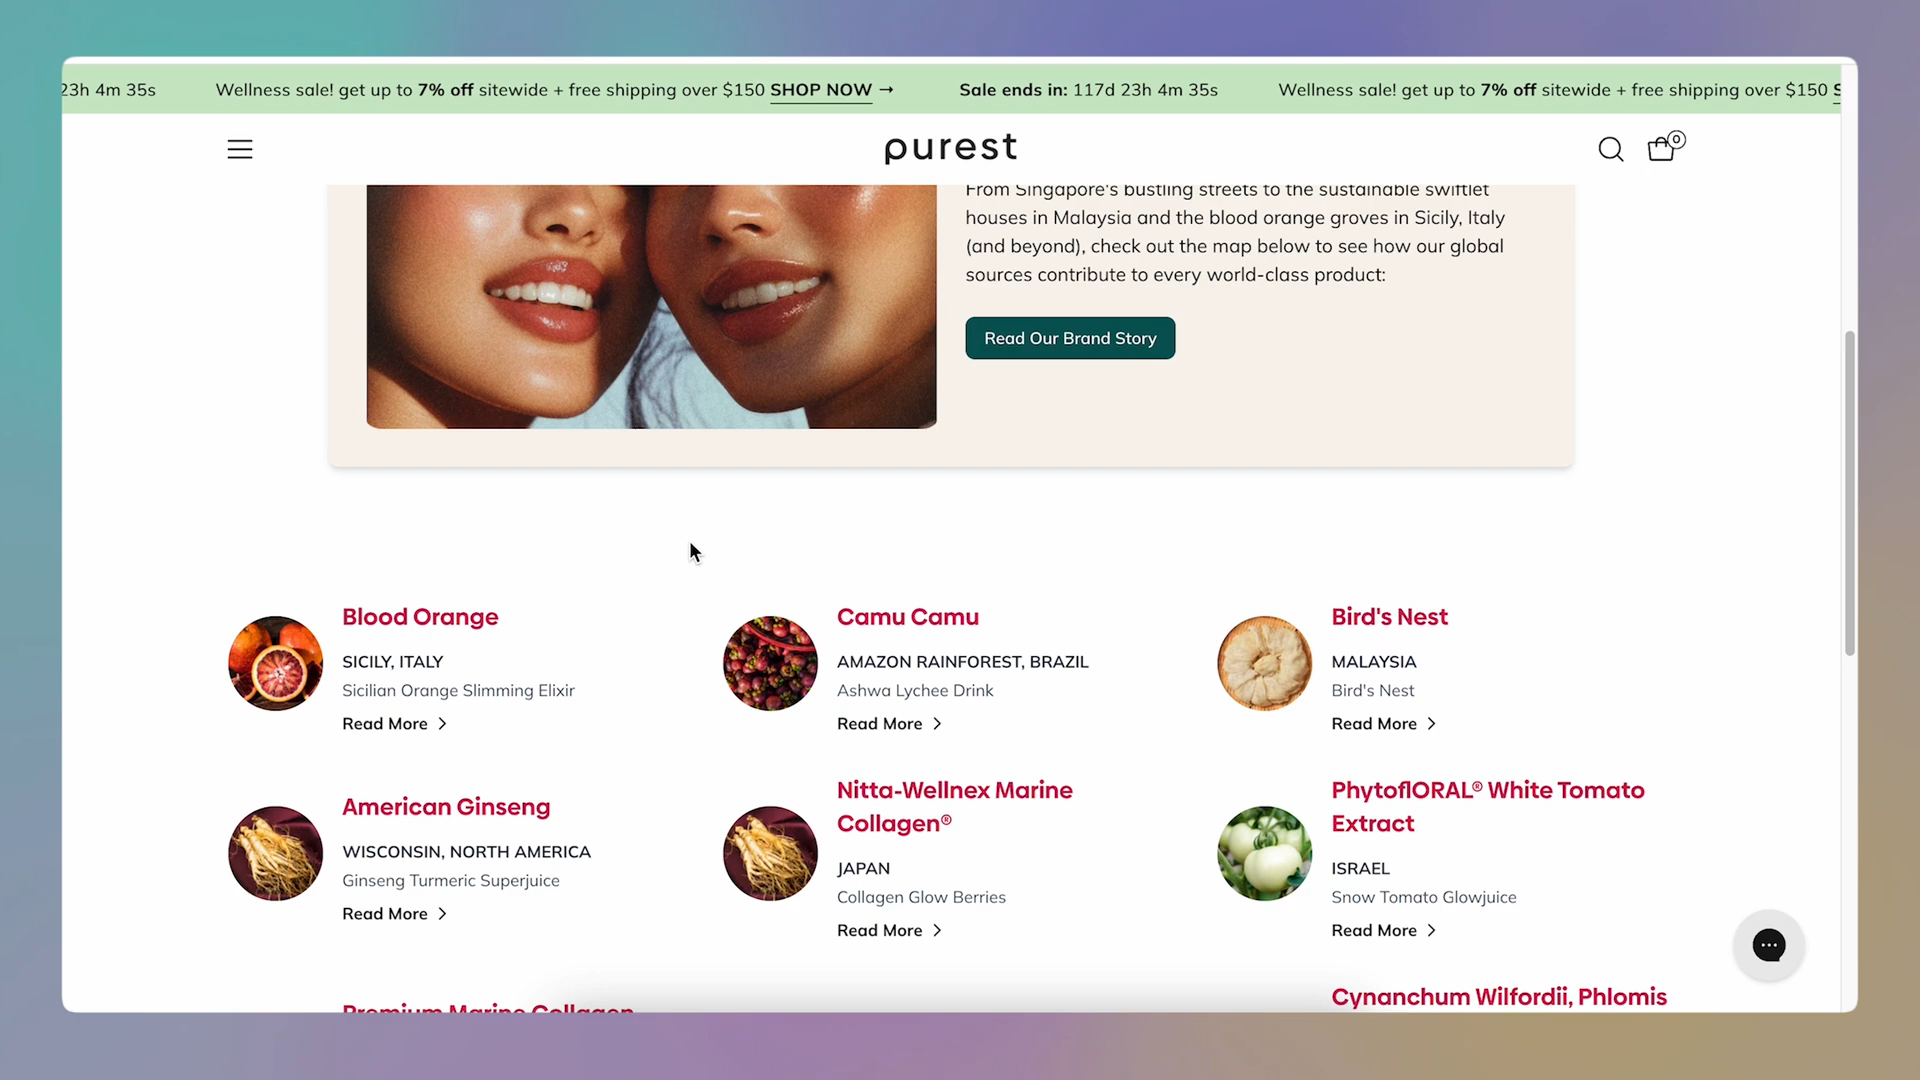 23h 4m 35s Wellness sale! get up to 7% off sitewide + free shipping over $150 SHOP NOW → Sale ends in: 117d 23h 4m 35s Wellness sale! get up to 7% off sitewide + free shipping over $150 S
purest
0
From Singapore's bustling streets to the sustainable swiftlet
houses in Malaysia and the blood orange groves in Sicily, Italy
(and beyond), check out the map below to see how our global
sources contribute to every world-class product:
Read Our Brand Story
Blood Orange
SICILY, ITALY
Sicilian Orange Slimming Elixir
Read More
Camu Camu
AMAZON RAINFOREST, BRAZIL
Ashwa Lychee Drink
Read More
Bird's Nest
MALAYSIA
Bird's Nest
Read More
American Ginseng
WISCONSIN, NORTH AMERICA
Ginseng Turmeric Superjuice
Read More
Nitta-Wellnex Marine
Collagen®
JAPAN
Collagen Glow Berries
Read More
PhytoflORAL® White Tomato
Extract
ISRAEL
Snow Tomato Glowjuice
Read More
Premium Marine Collagen
Cynanchum Wilfordii, Phlomis